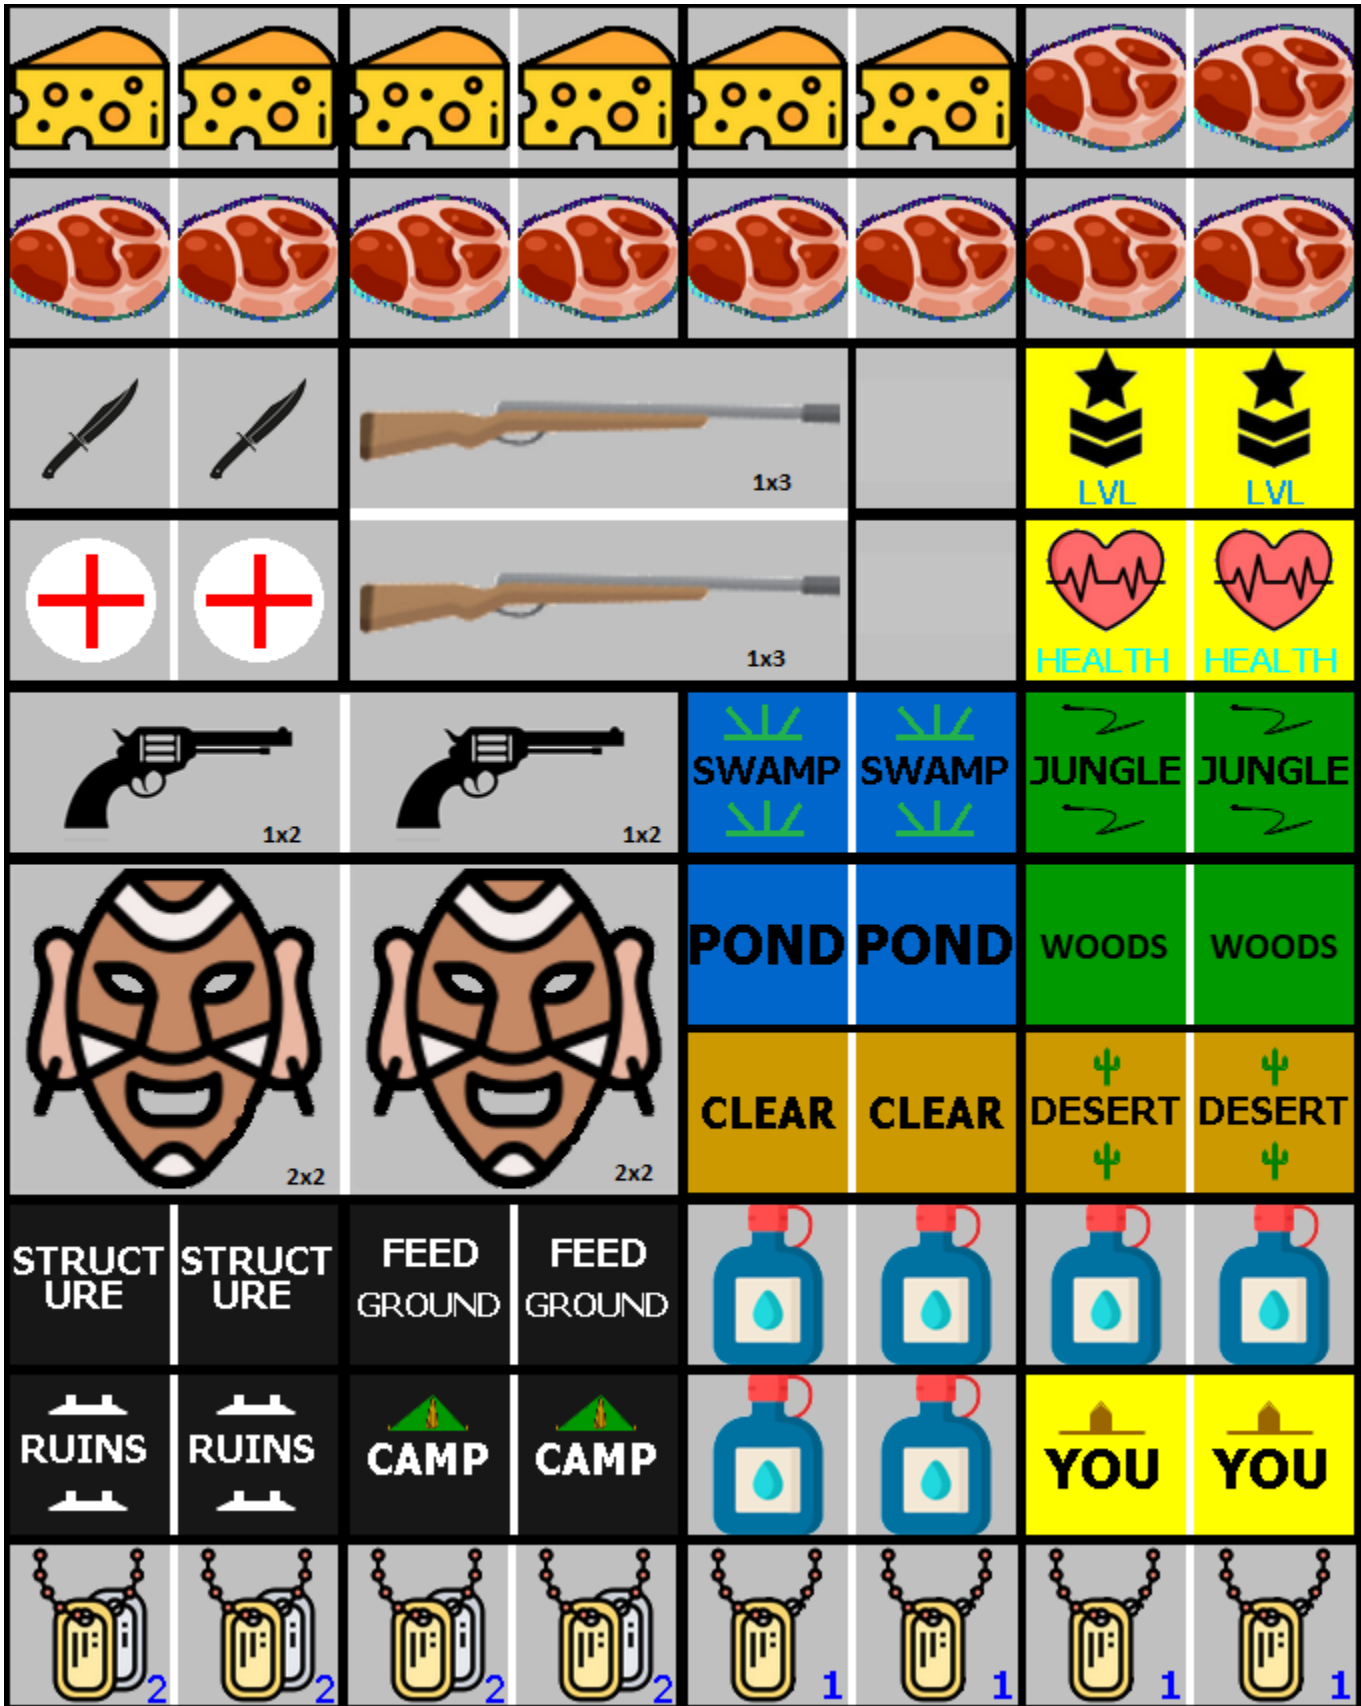 1x3
LVL LVL
1x3
HEALTH HEALTH
1x2 1x2
SWAMP SWAMP JUNGLE JUNGLE
POND POND WOODS WOODS
CLEAR CLEAR DESERT DESERT
2x2 2x2
STRUCT STRUCT FEED FEED
URE URE GROUND GROUND
RUINS RUINS CAMP CAMP YOU YOU
2 2 2 2 1 1 1 1